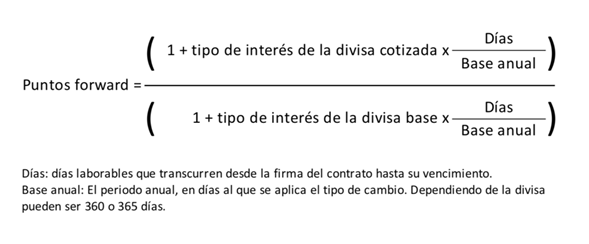 ( 1 + tipo de interés de la divisa cotizada x Días / Base anual )
Puntos forward =
( 1 + tipo de interés de la divisa base x Días / Base anual )
Días: días laborables que transcurren desde la firma del contrato hasta su vencimiento.
Base anual: El periodo anual, en días al que se aplica el tipo de cambio. Dependiendo de la divisa
pueden ser 360 o 365 días.